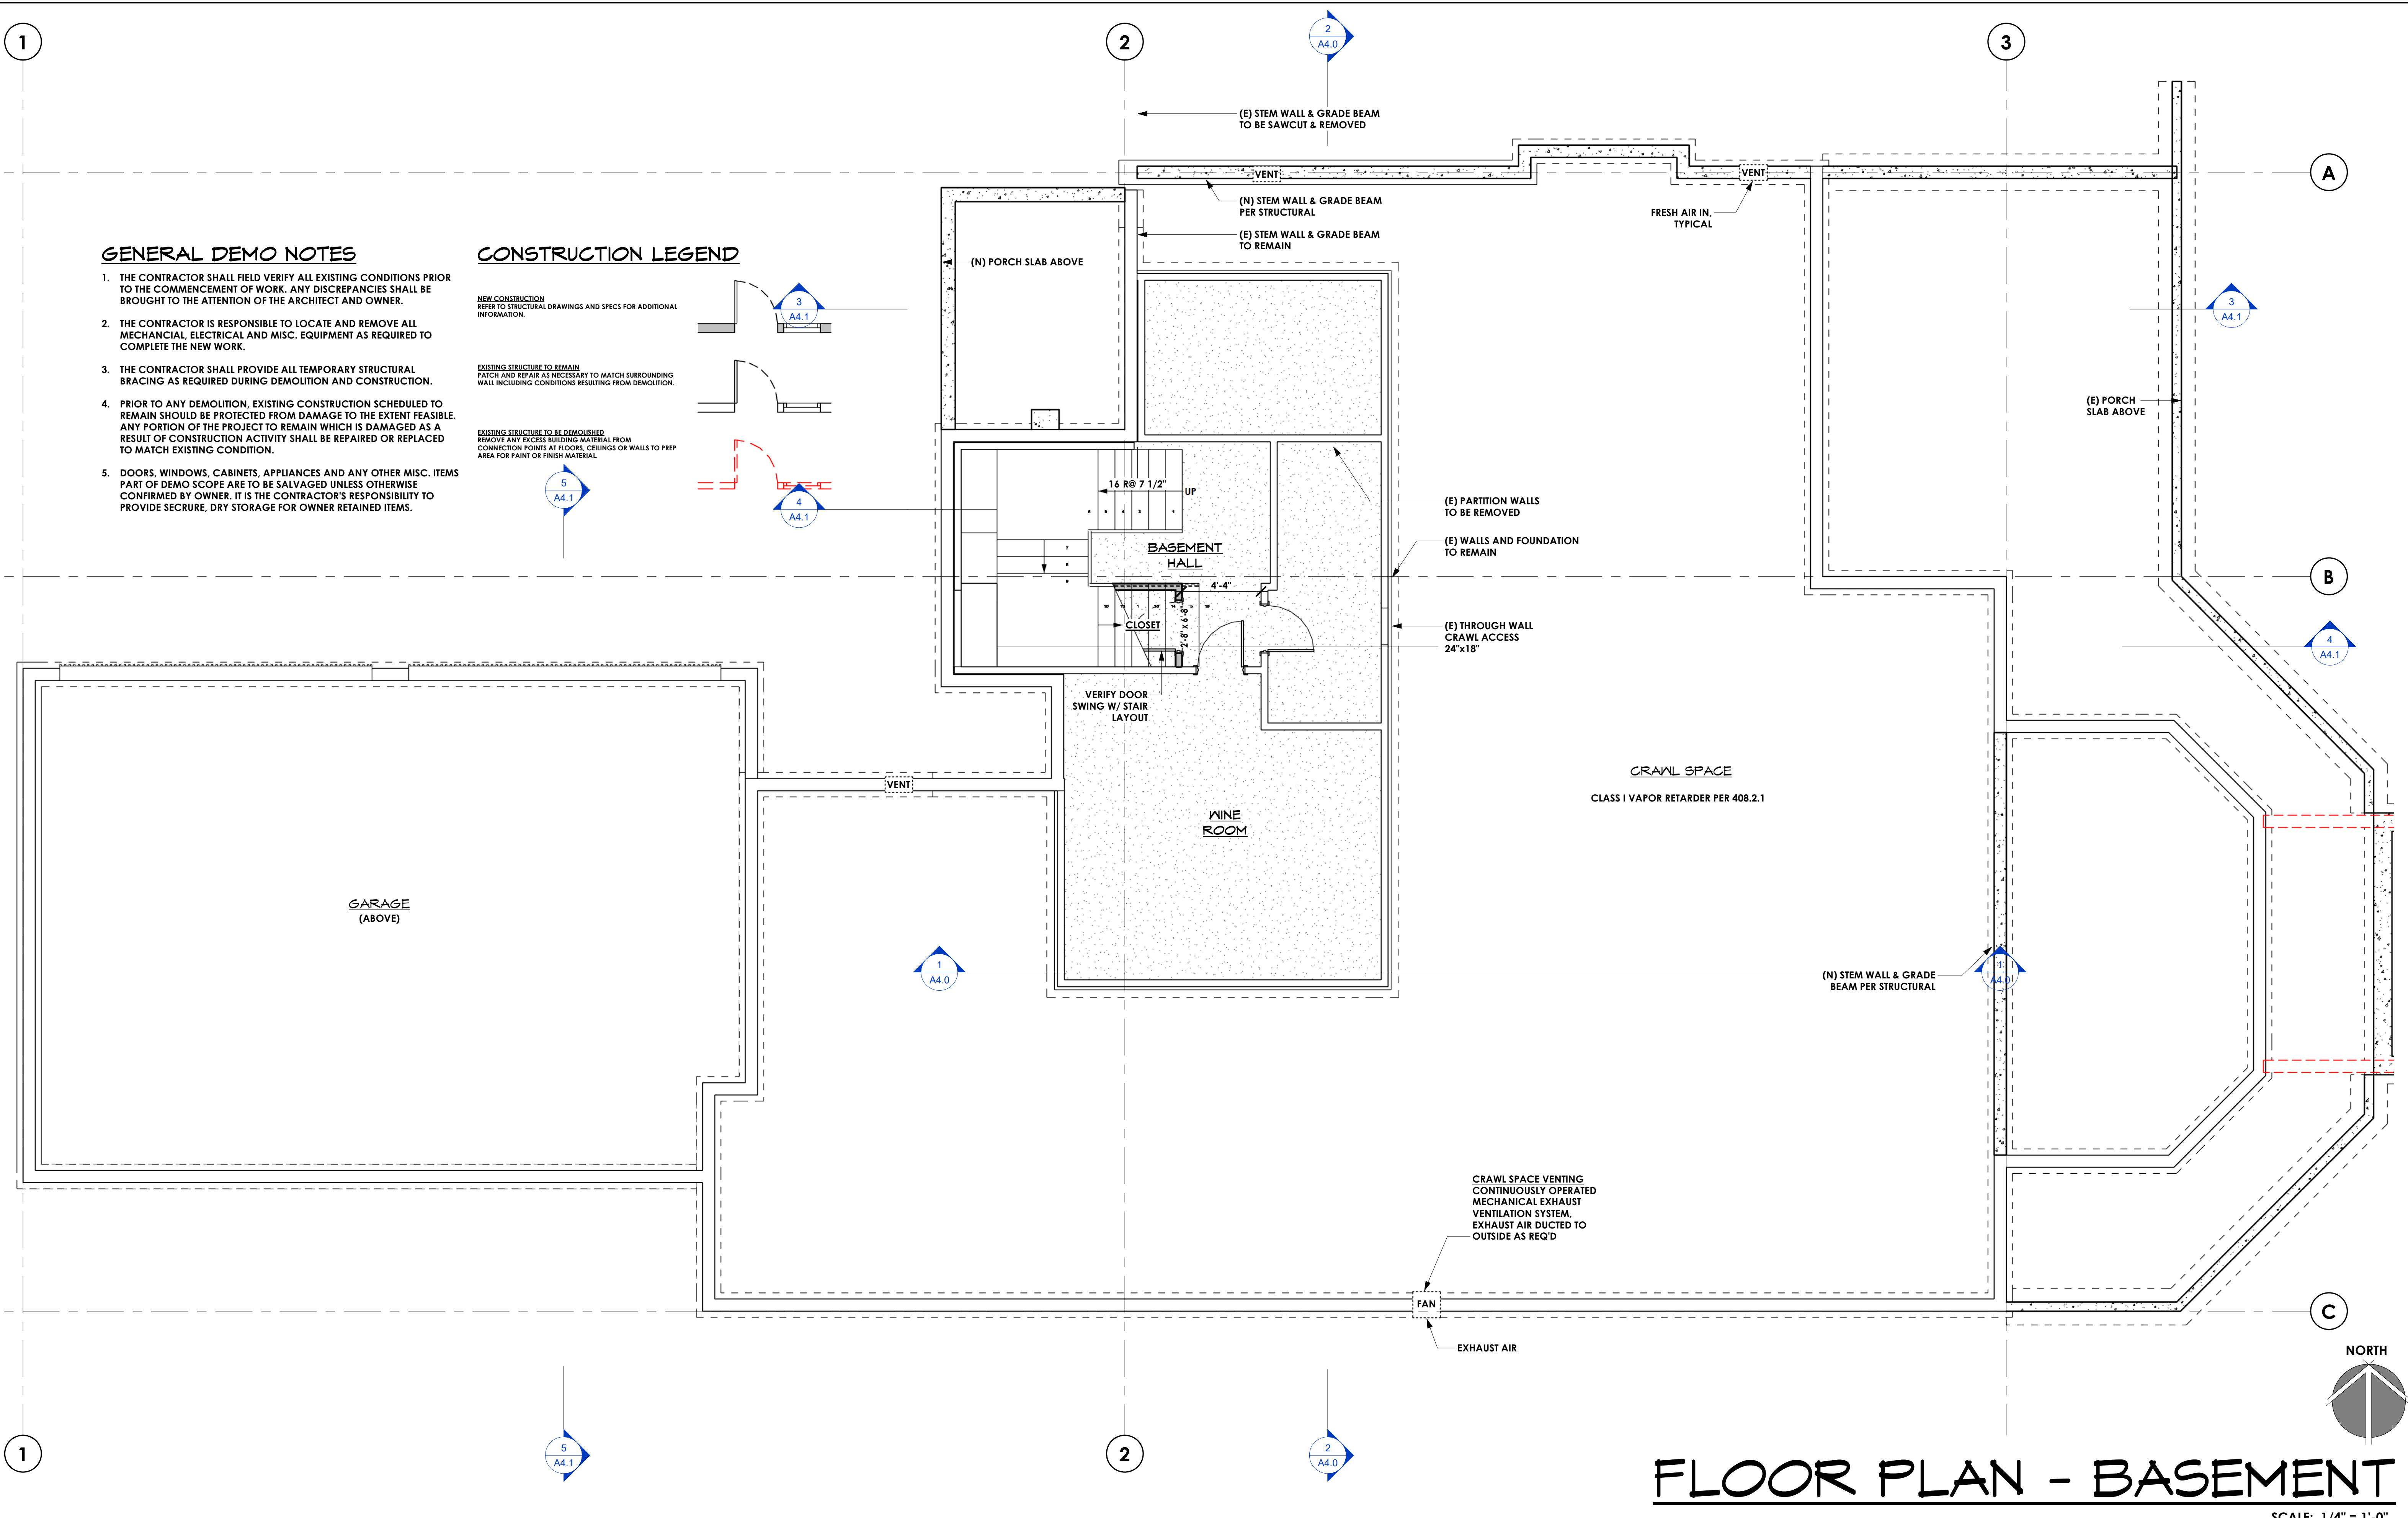 1
2
2
A4.0
3
(E) STEM WALL & GRADE BEAM
TO BE SAWCUT & REMOVED
VENT
VENT
A
(N) STEM WALL & GRADE BEAM
PER STRUCTURAL
FRESH AIR IN,
TYPICAL
(E) STEM WALL & GRADE BEAM
TO REMAIN
(N) PORCH SLAB ABOVE
GENERAL DEMO NOTES
1. THE CONTRACTOR SHALL FIELD VERIFY ALL EXISTING CONDITIONS PRIOR
TO THE COMMENCEMENT OF WORK. ANY DISCREPANCIES SHALL BE
BROUGHT TO THE ATTENTION OF THE ARCHITECT AND OWNER.
2. THE CONTRACTOR IS RESPONSIBLE TO LOCATE AND REMOVE ALL
MECHANCIAL, ELECTRICAL AND MISC. EQUIPMENT AS REQUIRED TO
COMPLETE THE NEW WORK.
3. THE CONTRACTOR SHALL PROVIDE ALL TEMPORARY STRUCTURAL
BRACING AS REQUIRED DURING DEMOLITION AND CONSTRUCTION.
4. PRIOR TO ANY DEMOLITION, EXISTING CONSTRUCTION SCHEDULED TO
REMAIN SHOULD BE PROTECTED FROM DAMAGE TO THE EXTENT FEASIBLE.
ANY PORTION OF THE PROJECT TO REMAIN WHICH IS DAMAGED AS A
RESULT OF CONSTRUCTION ACTIVITY SHALL BE REPAIRED OR REPLACED
TO MATCH EXISTING CONDITION.
5. DOORS, WINDOWS, CABINETS, APPLIANCES AND ANY OTHER MISC. ITEMS
PART OF DEMO SCOPE ARE TO BE SALVAGED UNLESS OTHERWISE
CONFIRMED BY OWNER. IT IS THE CONTRACTOR'S RESPONSIBILITY TO
PROVIDE SECRURE, DRY STORAGE FOR OWNER RETAINED ITEMS.
CONSTRUCTION LEGEND
NEW CONSTRUCTION
REFER TO STRUCTURAL DRAWINGS AND SPECS FOR ADDITIONAL
INFORMATION.
EXISTING STRUCTURE TO REMAIN
PATCH AND REPAIR AS NECESSARY TO MATCH SURROUNDING
WALL INCLUDING CONDITIONS RESULTING FROM DEMOLITION.
EXISTING STRUCTURE TO BE DEMOLISHED
REMOVE ANY EXCESS BUILDING MATERIAL FROM
CONNECTION POINTS AT FLOORS, CEILINGS OR WALLS TO PREP
AREA FOR PAINT OR FINISH MATERIAL.
3
A4.1
3
A4.1
5
A4.1
4
A4.1
(E) PORCH
SLAB ABOVE
16 R@ 7 1/2"
UP
(E) PARTITION WALLS
TO BE REMOVED
BASEMENT
HALL
(E) WALLS AND FOUNDATION
TO REMAIN
B
4'-4"
CLOSET
2'-8" x 6'-8"
(E) THROUGH WALL
CRAWL ACCESS
24"x18"
4
A4.1
VERIFY DOOR
SWING W/ STAIR
LAYOUT
VENT
CRAWL SPACE
CLASS I VAPOR RETARDER PER 408.2.1
WINE
ROOM
GARAGE
(ABOVE)
1
A4.0
(N) STEM WALL & GRADE
BEAM PER STRUCTURAL
1
A4.0
CRAWL SPACE VENTING
CONTINUOUSLY OPERATED
MECHANICAL EXHAUST
VENTILATION SYSTEM,
EXHAUST AIR DUCTED TO
OUTSIDE AS REQ'D
FAN
C
EXHAUST AIR
NORTH
1
5
A4.1
2
2
A4.0
FLOOR PLAN - BASEMENT
SCALE: 1/4" = 1'-0"